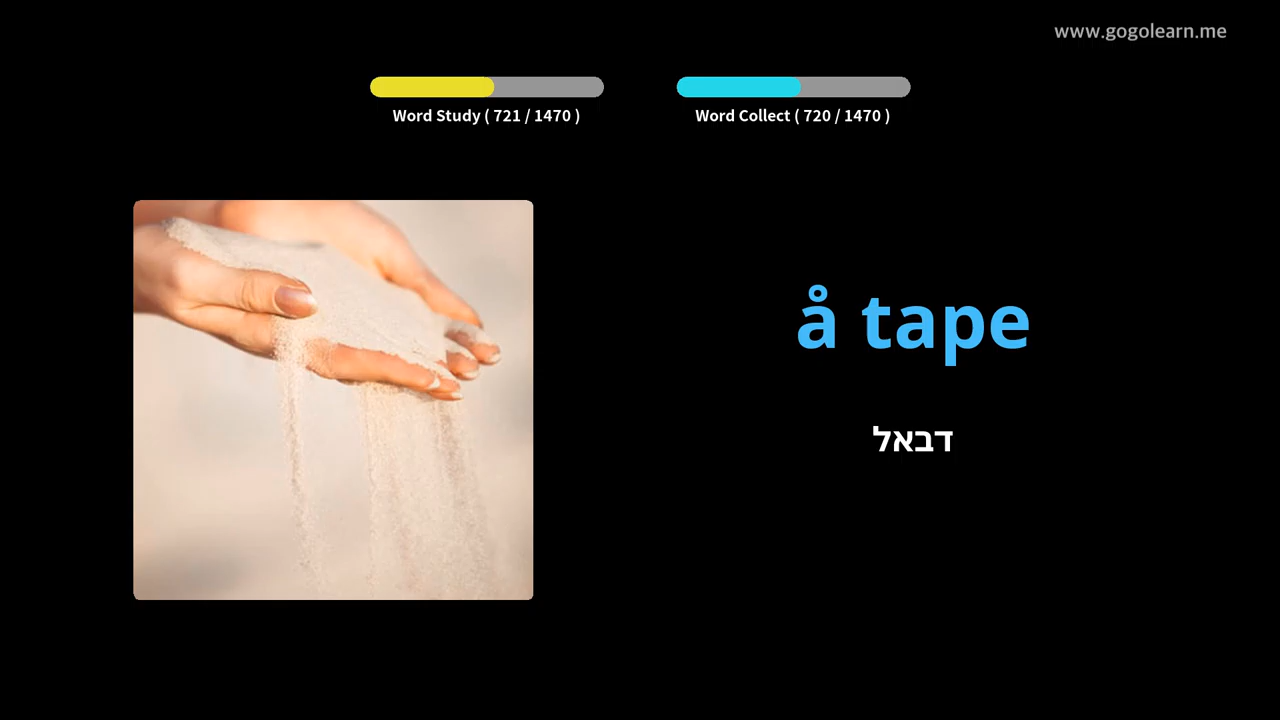 www.gogolearn.me
Word Study ( 721 / 1470 )
Word Collect ( 720 / 1470 )
å tape
דבאל